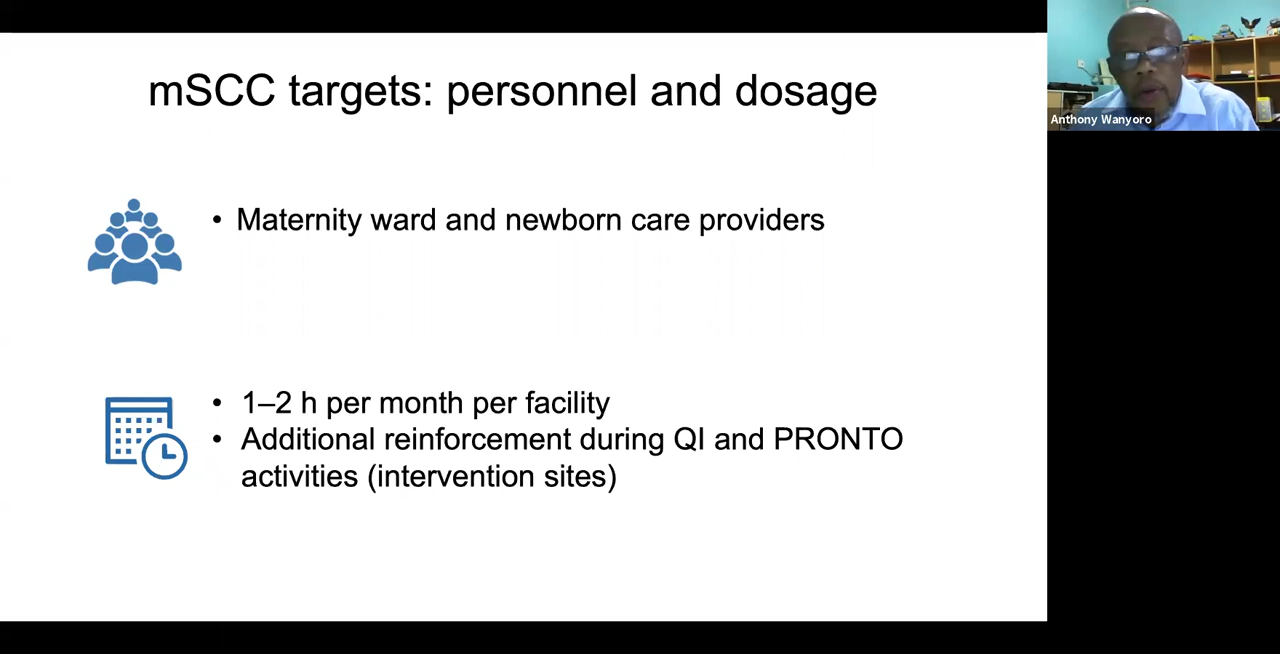 mSCC targets: personnel and dosage
• Maternity ward and newborn care providers
• 1–2 h per month per facility
• Additional reinforcement during QI and PRONTO
activities (intervention sites)
Anthony Wanyoro